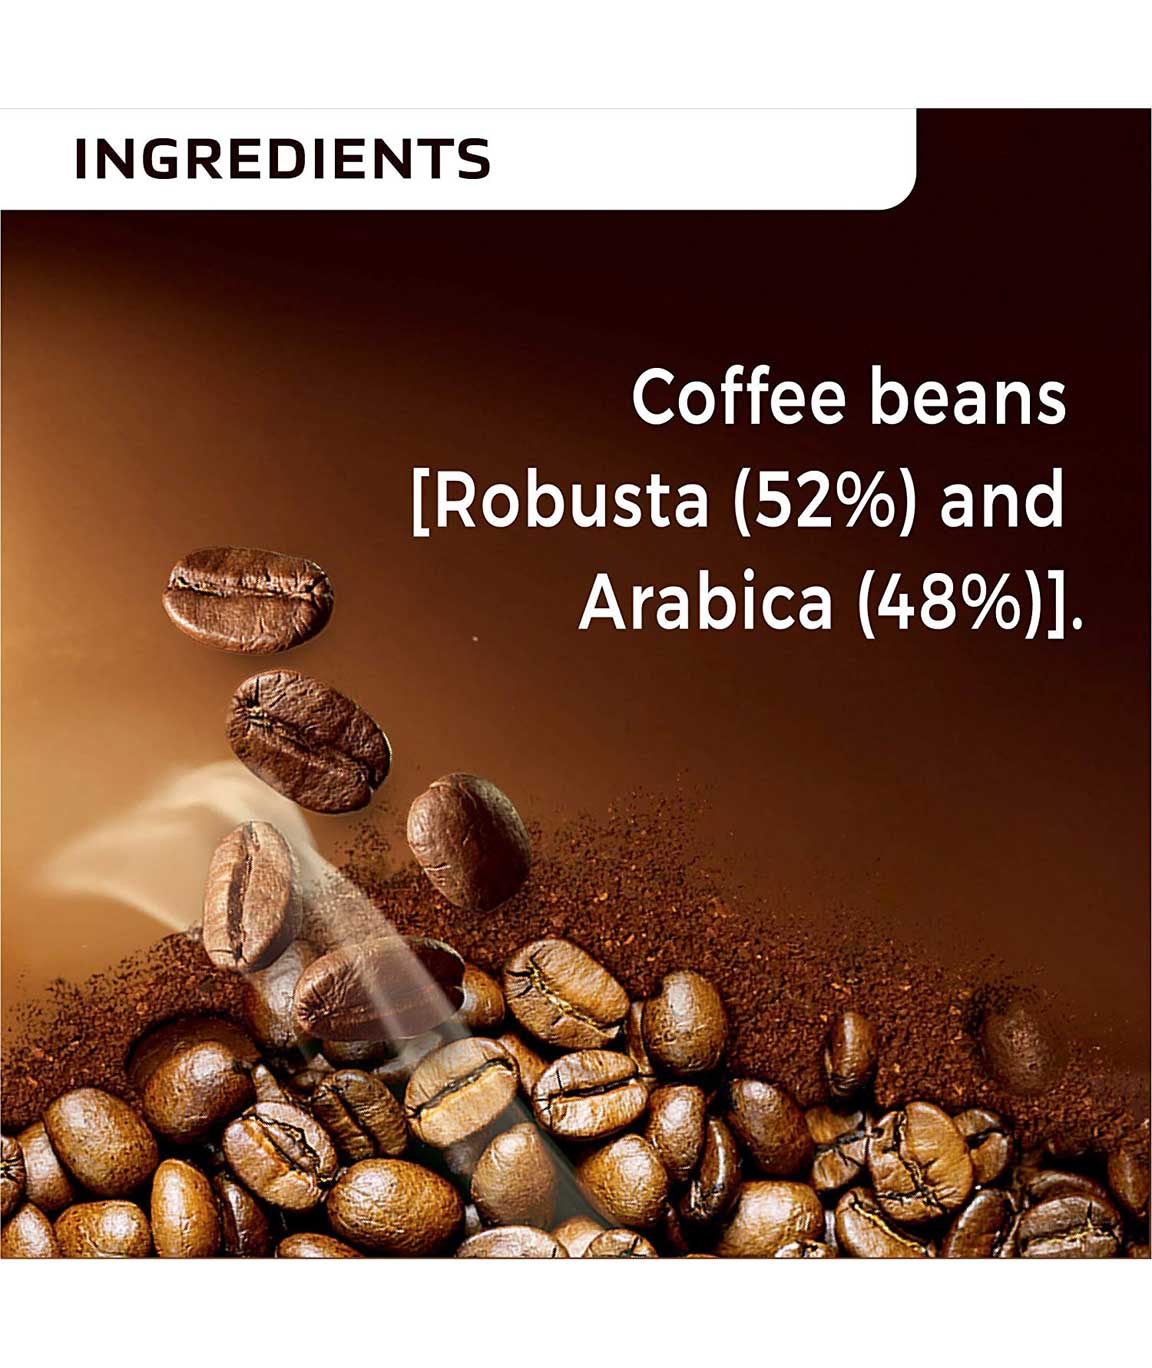 INGREDIENTS
Coffee beans
[Robusta (52%) and
Arabica (48%)].